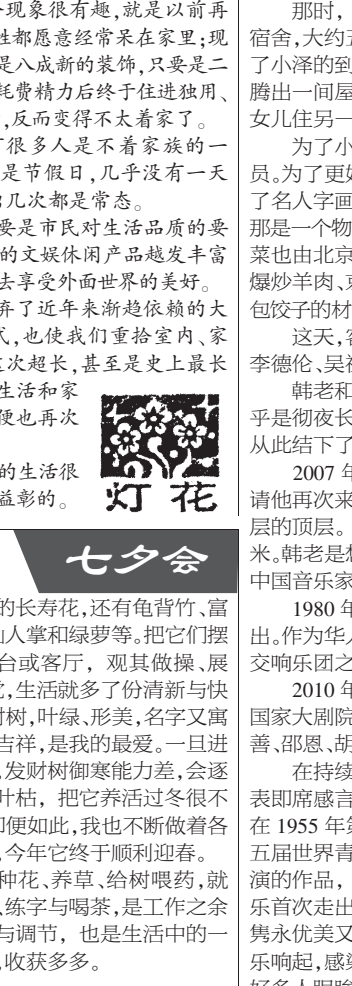 现象很有趣,就是以前再
姓都愿意经常呆在家里;现
是八成新的装饰,只要是二
耗费精力后终于住进独用、
,反而变得不太着家了。
很多人是不着家族的一
是节假日,几乎没有一天
几次都是常态。
要是市民对生活品质的要
的文娱休闲产品越发丰富
去享受外面世界的美好。
弃了近年来渐趋依赖的大
式,也使我们重拾室内、家
这次超长,甚至是史上最长
生活和家
便也再次
的生活很
益彰的。
灯花
七夕会
的长寿花,还有龟背竹、富
仙人掌和绿萝等。把它们摆
台或客厅，观其做操、展
,生活就多了份清新与快
财树,叶绿、形美,名字又寓
吉祥,是我的最爱。一旦进
,发财树御寒能力差,会逐
叶枯，把它养活过冬很不
即便如此,我也不断做着各
,今年它终于顺利迎春。
种花、养草、给树喂药,就
、练字与喝茶,是工作之余
与调节，也是生活中的一
,收获多多。
那时,
宿舍,大约五
了小泽的到
腾出一间屋
女儿住另一
为了小
员。为了更好
了名人字画
那是一个物
菜也由北京
爆炒羊肉、京
包饺子的材
这天,客
李德伦、吴祖
韩老和
乎是彻夜长
从此结下了
2007 年
请他再次来
层的顶层。
米。韩老是想
中国音乐家
1980 年
出。作为华人
交响乐团之
2010 年
国家大剧院
善、邵恩、胡
在持续
表即席感言
在 1955 年第
五届世界青
演的作品，
乐首次走出
隽永优美又
乐响起,感染